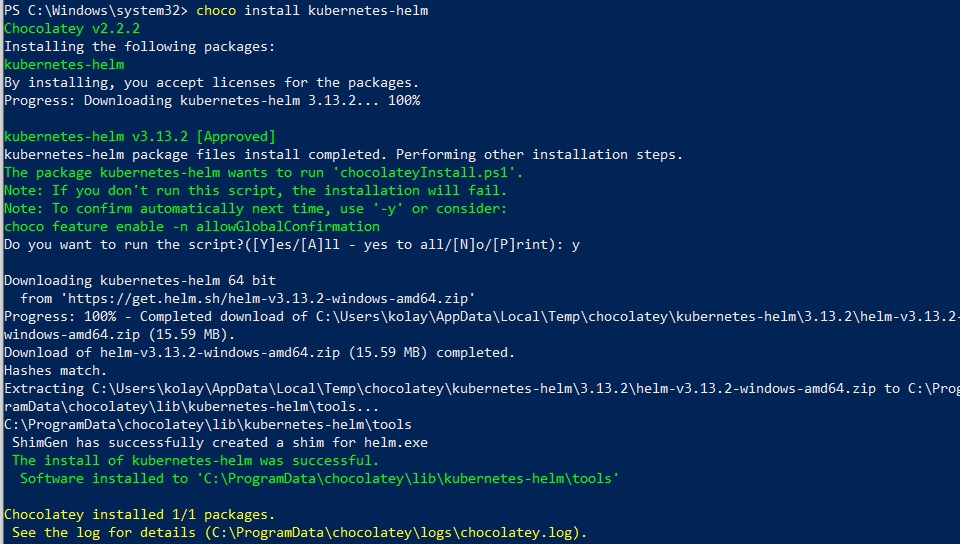 PS C:\Windows\system32> choco install kubernetes-helm
Chocolatey v2.2.2
Installing the following packages:
kubernetes-helm
By installing, you accept licenses for the packages.
Progress: Downloading kubernetes-helm 3.13.2... 100%
kubernetes-helm v3.13.2 [Approved]
kubernetes-helm package files install completed. Performing other installation steps.
The package kubernetes-helm wants to run 'chocolateyInstall.ps1'.
Note: If you don't run this script, the installation will fail.
Note: To confirm automatically next time, use '-y' or consider:
choco feature enable -n allowGlobalConfirmation
Do you want to run the script?([Y]es/[A]ll - yes to all/[N]o/[P]rint): y
Downloading kubernetes-helm 64 bit
  from 'https://get.helm.sh/helm-v3.13.2-windows-amd64.zip'
Progress: 100% - Completed download of C:\Users\kolay\AppData\Local\Temp\chocolatey\kubernetes-helm\3.13.2\helm-v3.13.2-
windows-amd64.zip (15.59 MB).
Download of helm-v3.13.2-windows-amd64.zip (15.59 MB) completed.
Hashes match.
Extracting C:\Users\kolay\AppData\Local\Temp\chocolatey\kubernetes-helm\3.13.2\helm-v3.13.2-windows-amd64.zip to C:\Prog
ramData\chocolatey\lib\kubernetes-helm\tools...
C:\ProgramData\chocolatey\lib\kubernetes-helm\tools
 ShimGen has successfully created a shim for helm.exe
 The install of kubernetes-helm was successful.
  Software installed to 'C:\ProgramData\chocolatey\lib\kubernetes-helm\tools'
Chocolatey installed 1/1 packages.
 See the log for details (C:\ProgramData\chocolatey\logs\chocolatey.log).